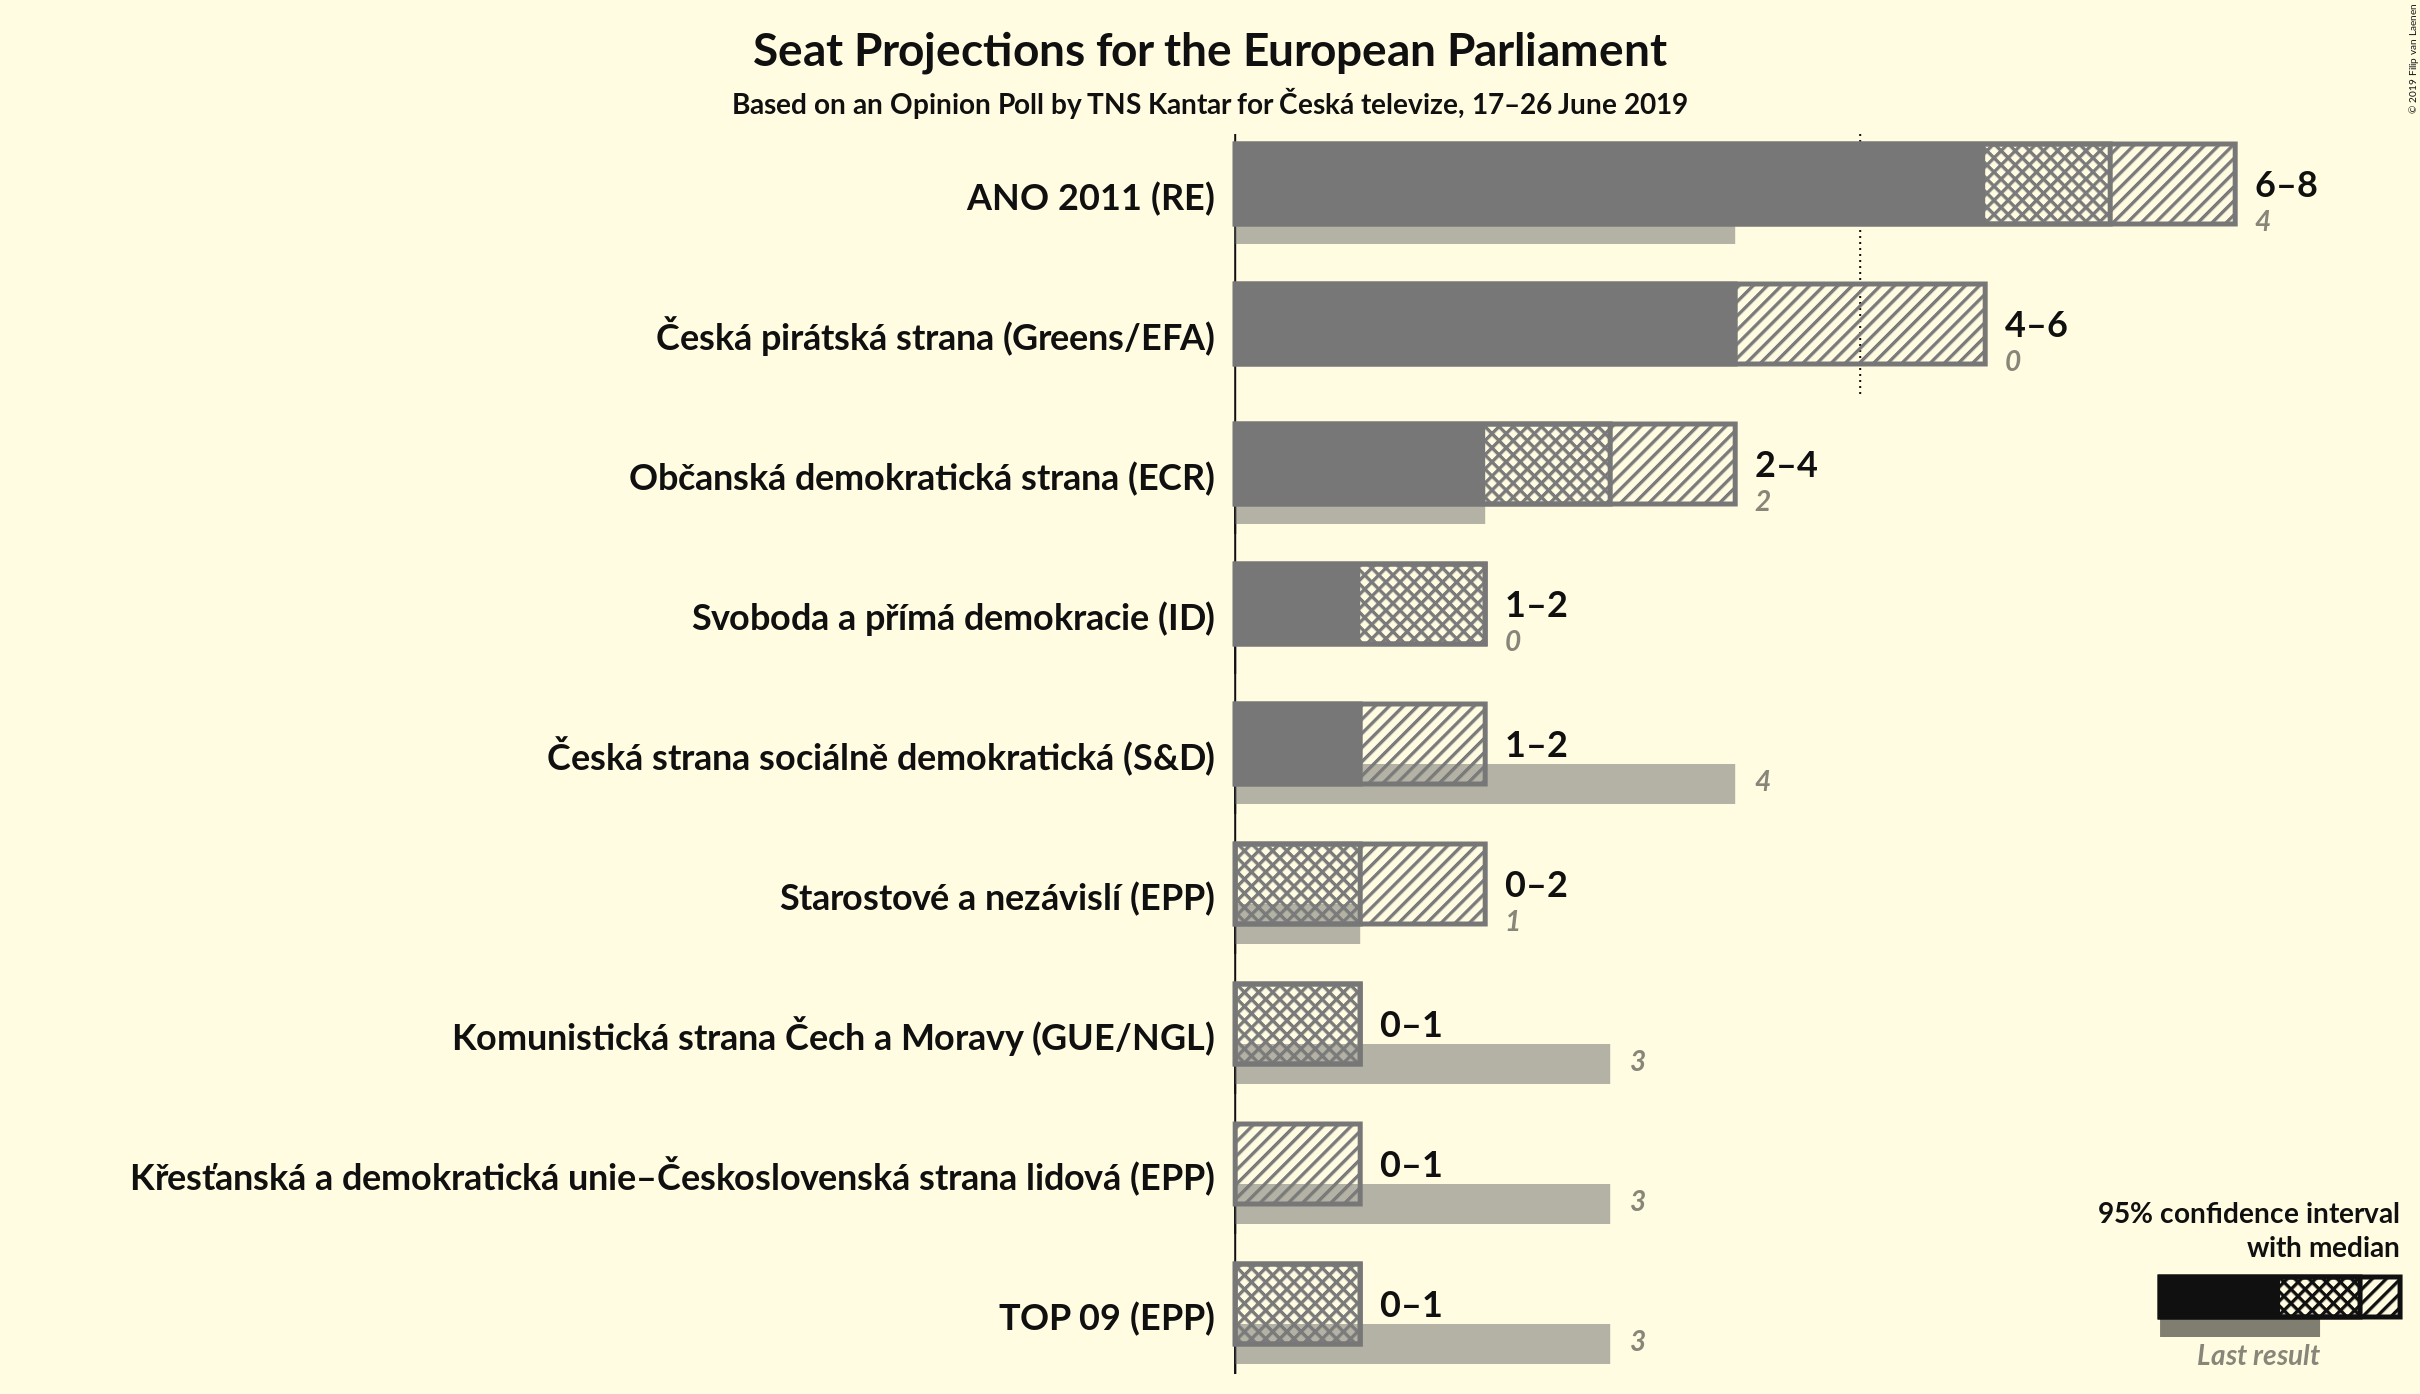 Seat Projections for the European Parliament
Based on an Opinion Poll by TNS Kantar for Česká televize, 17–26 June 2019
© 2019 Filip van Laenen
ANO 2011 (RE)
6–8
4
Česká pirátská strana (Greens/EFA)
4–6
0
Občanská demokratická strana (ECR)
2–4
2
Svoboda a přímá demokracie (ID)
1–2
0
Česká strana sociálně demokratická (S&D)
1–2
4
Starostové a nezávislí (EPP)
0–2
1
Komunistická strana Čech a Moravy (GUE/NGL)
0–1
3
Křesťanská a demokratická unie–Československá strana lidová (EPP)
0–1
3
TOP 09 (EPP)
0–1
3
95% confidence interval
with median
Last result